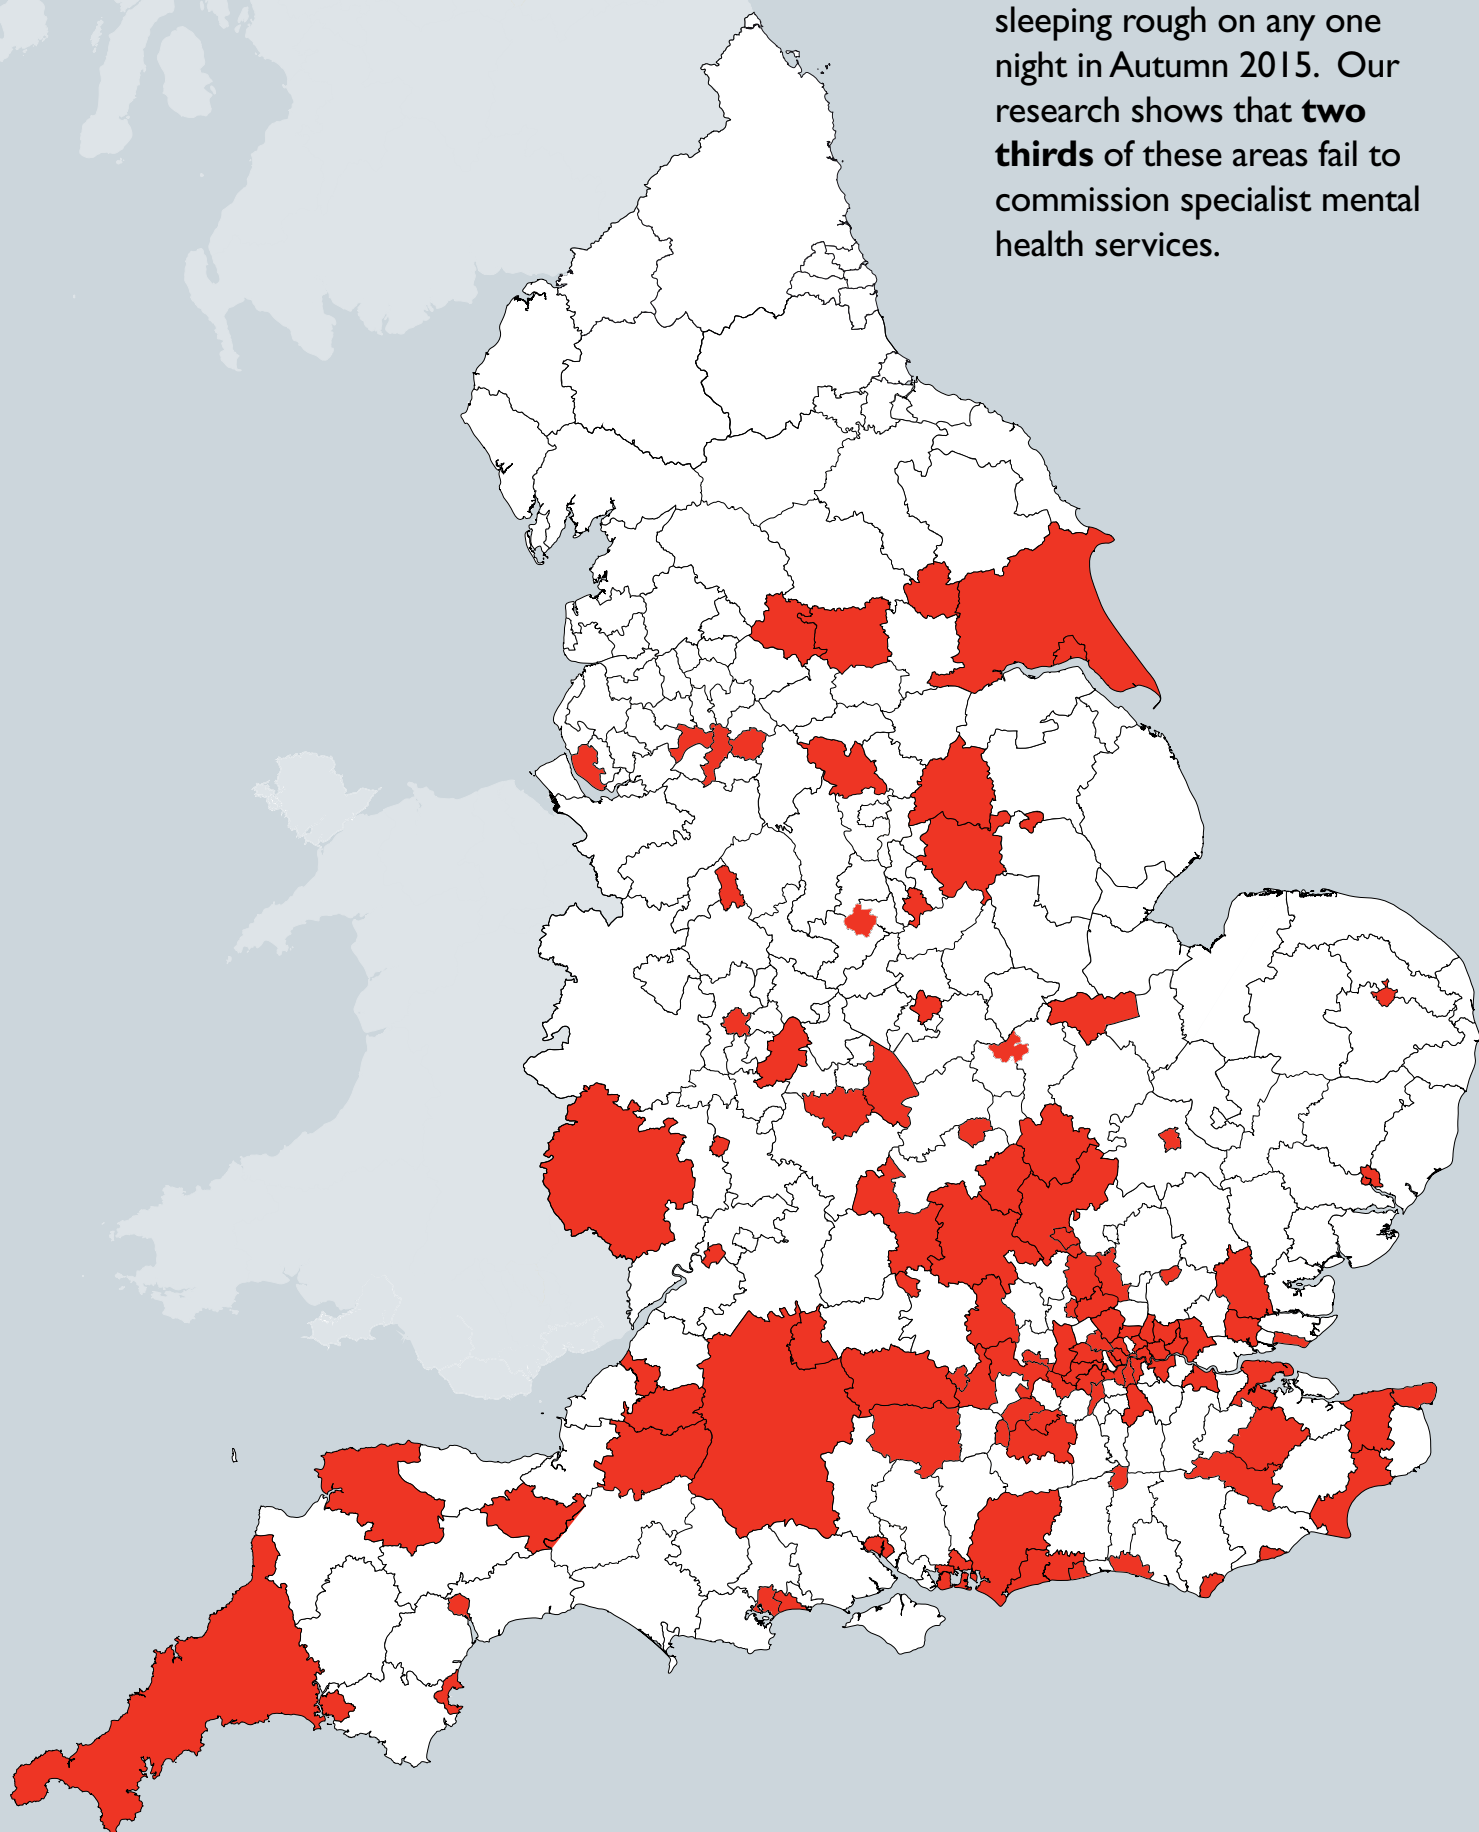 sleeping rough on any one
night in Autumn 2015. Our
research shows that two
thirds of these areas fail to
commission specialist mental
health services.